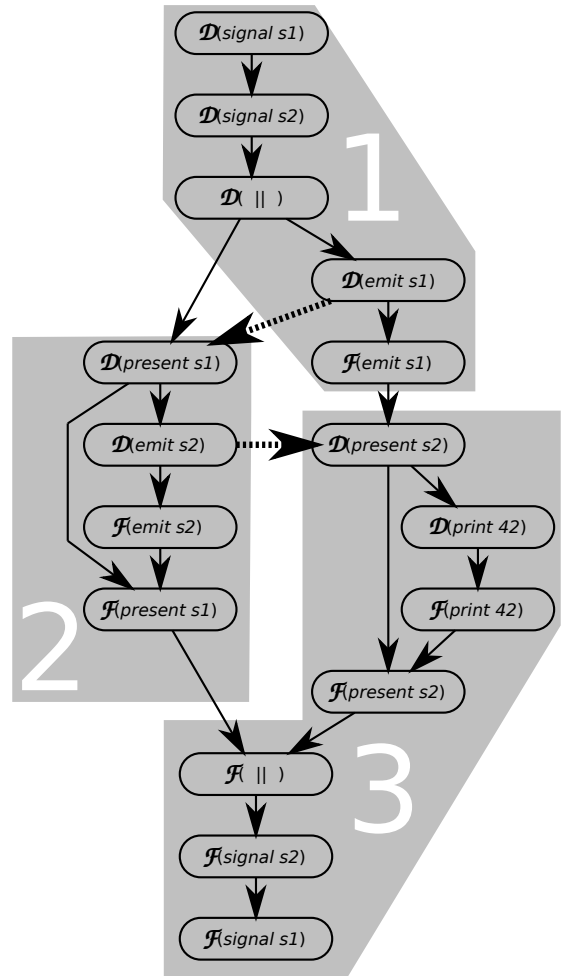 𝓓(signal s1)
𝓓(signal s2)
𝓓( || )
1
𝓓(emit s1)
𝓓(present s1)
𝓕(emit s1)
𝓓(emit s2)
𝓓(present s2)
𝓕(emit s2)
𝓓(print 42)
𝓕(present s1)
𝓕(print 42)
2
𝓕(present s2)
𝓕( || )
3
𝓕(signal s2)
𝓕(signal s1)